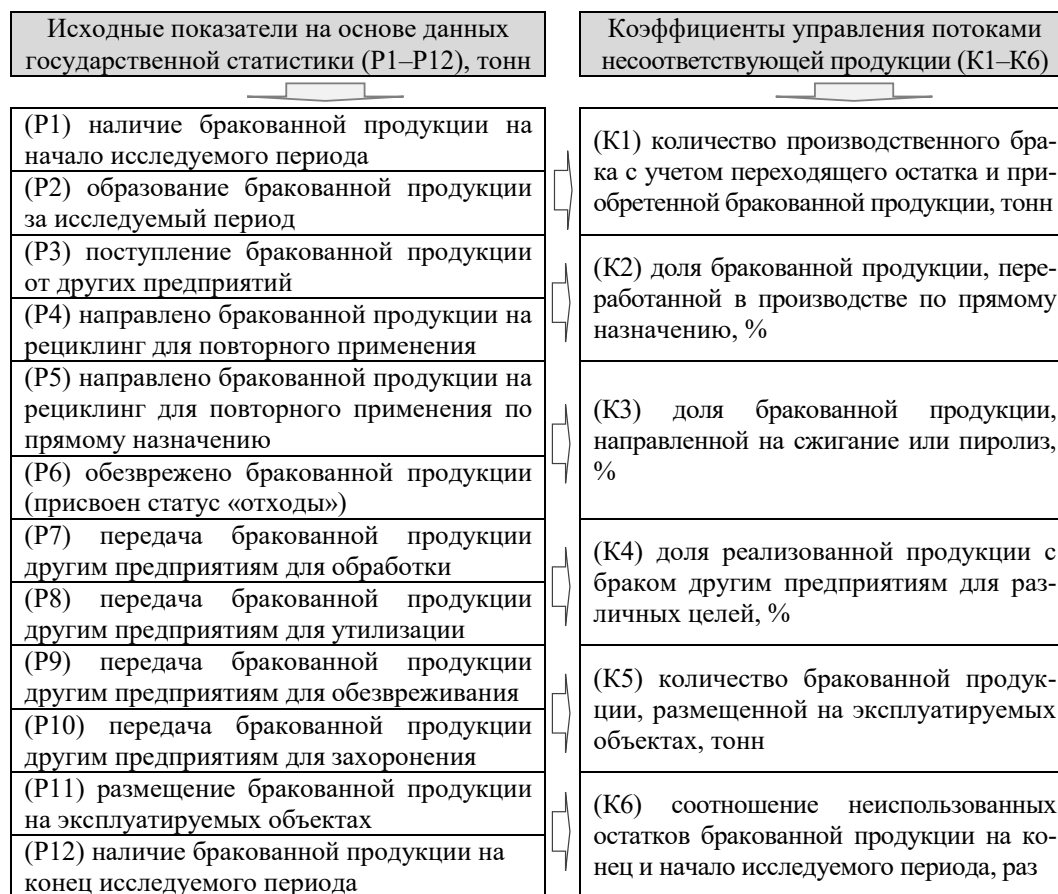 Исходные показатели на основе данных
государственной статистики (Р1–Р12), тонн
(Р1) наличие бракованной продукции на
начало исследуемого периода
(Р2) образование бракованной продукции
за исследуемый период
(Р3) поступление бракованной продукции
от других предприятий
(Р4) направлено бракованной продукции на
рециклинг для повторного применения
(Р5) направлено бракованной продукции на
рециклинг для повторного применения по
прямому назначению
(Р6) обезврежено бракованной продукции
(присвоен статус «отходы»)
(Р7) передача бракованной продукции
другим предприятиям для обработки
(Р8) передача бракованной продукции
другим предприятиям для утилизации
(Р9) передача бракованной продукции
другим предприятиям для обезвреживания
(Р10) передача бракованной продукции
другим предприятиям для захоронения
(Р11) размещение бракованной продукции
на эксплуатируемых объектах
(Р12) наличие бракованной продукции на
конец исследуемого периода
Коэффициенты управления потоками
несоответствующей продукции (К1–К6)
(К1) количество производственного бра-
ка с учетом переходящего остатка и при-
обретенной бракованной продукции, тонн
(К2) доля бракованной продукции, пере-
работанной в производстве по прямому
назначению, %
(К3) доля бракованной продукции,
направленной на сжигание или пиролиз,
%
(К4) доля реализованной продукции с
браком другим предприятиям для раз-
личных целей, %
(К5) количество бракованной продук-
ции, размещенной на эксплуатируемых
объектах, тонн
(К6) соотношение неиспользованных
остатков бракованной продукции на ко-
нец и начало исследуемого периода, раз